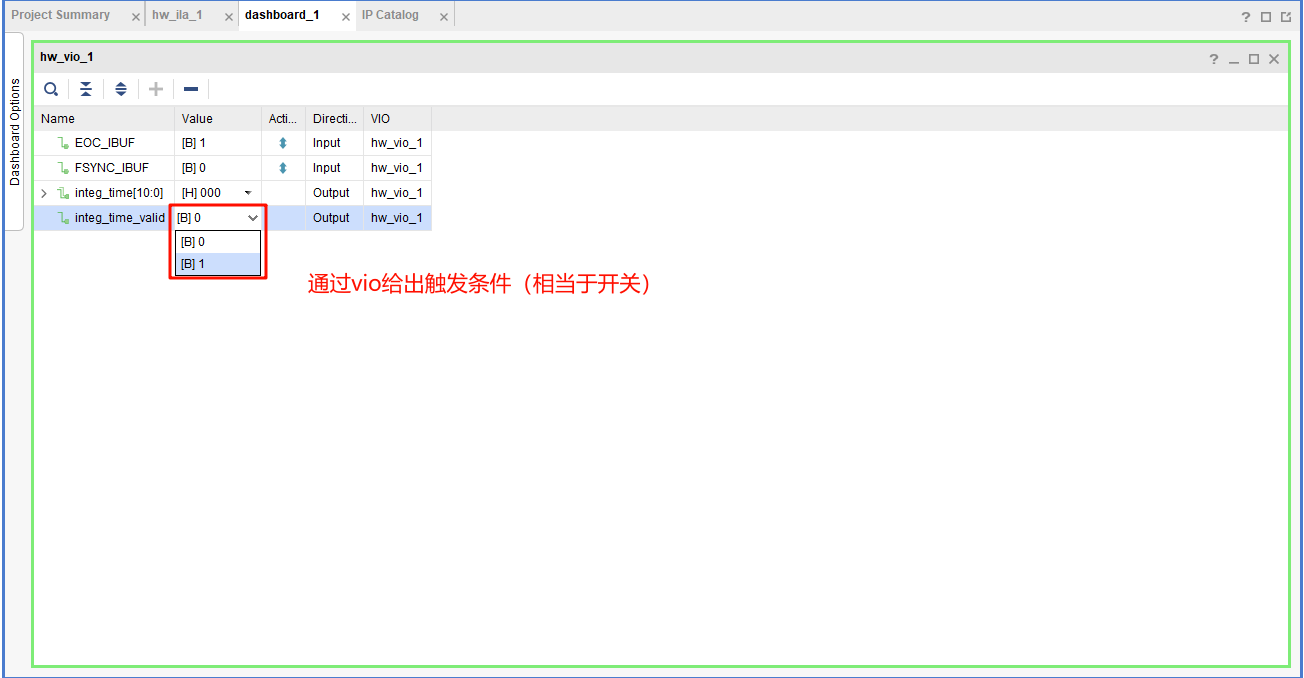 Project Summary
hw_ila_1
dashboard_1
IP Catalog
Dashboard Options
hw_vio_1
Name Value Acti... Directi... VIO
EOC_IBUF [B] 1 Input hw_vio_1
FSYNC_IBUF [B] 0 Input hw_vio_1
integ_time[10:0] [H] 000 Output hw_vio_1
integ_time_valid [B] 0 Output hw_vio_1
[B] 0
[B] 1
通过vio给出触发条件（相当于开关）